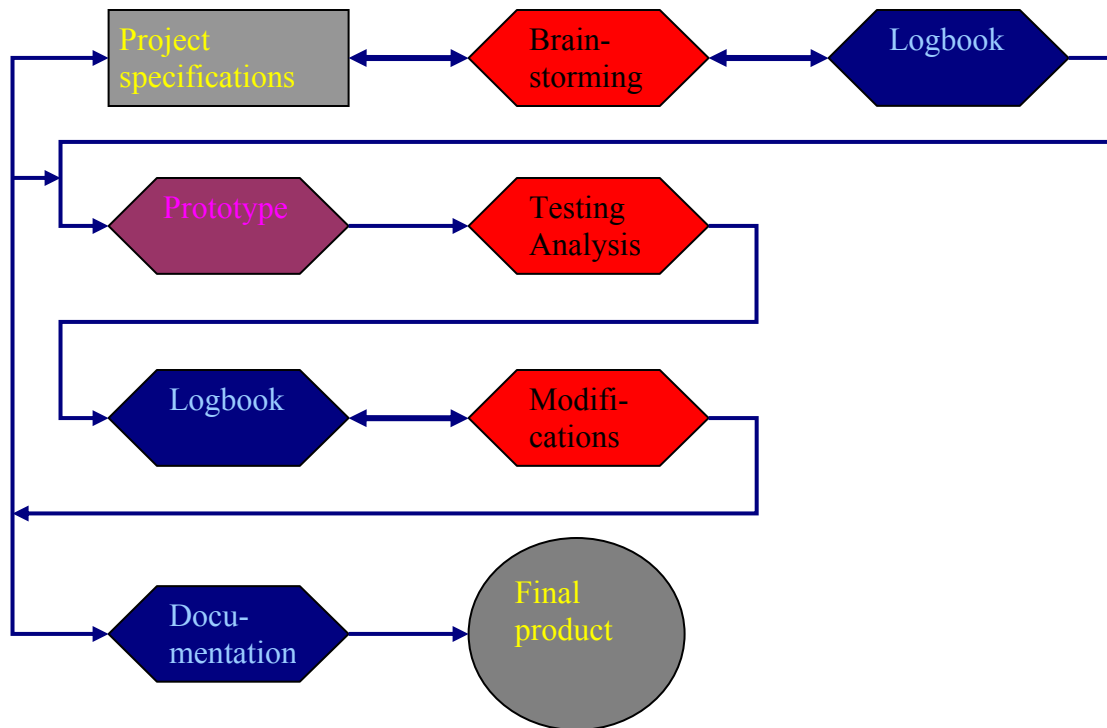 Project
specifications
Brain-
storming
Logbook
Prototype
Testing
Analysis
Logbook
Modifi-
cations
Docu-
mentation
Final
product